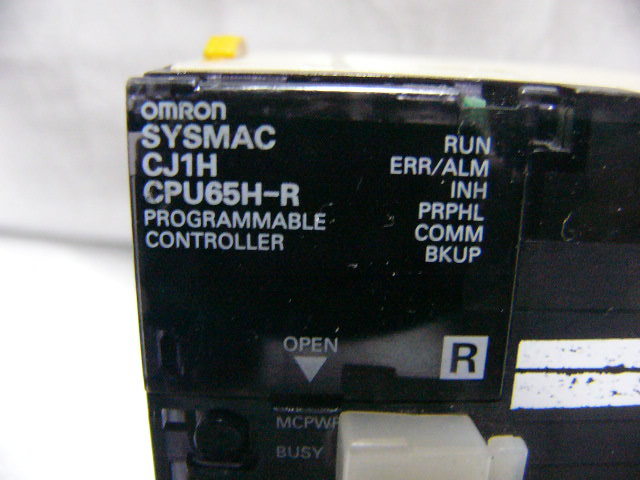 OMRON
SYSMAC
CJ1H
CPU65H-R
PROGRAMMABLE
CONTROLLER
RUN
ERR/ALM
INH
PRPHL
COMM
BKUP
OPEN
R
MCPWR
BUSY